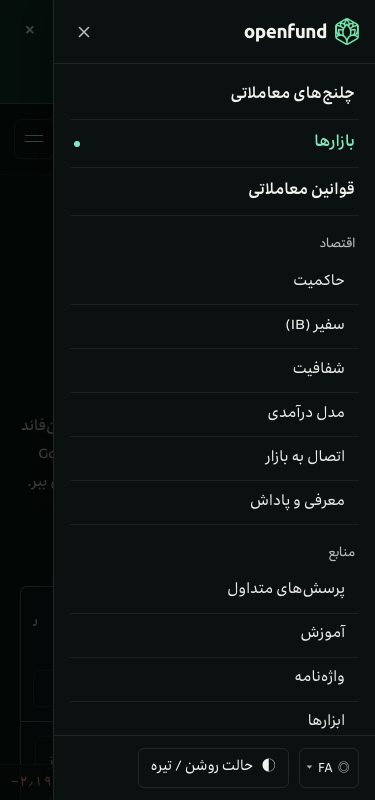 openfund
چلنج‌های معاملاتی
بازارها
قوانین معاملاتی
اقتصاد
حاکمیت
سفیر (IB)
شفافیت
مدل درآمدی
اتصال به بازار
معرفی و پاداش
منابع
پرسش‌های متداول
آموزش
واژه‌نامه
ابزارها
حالت روشن / تیره
FA